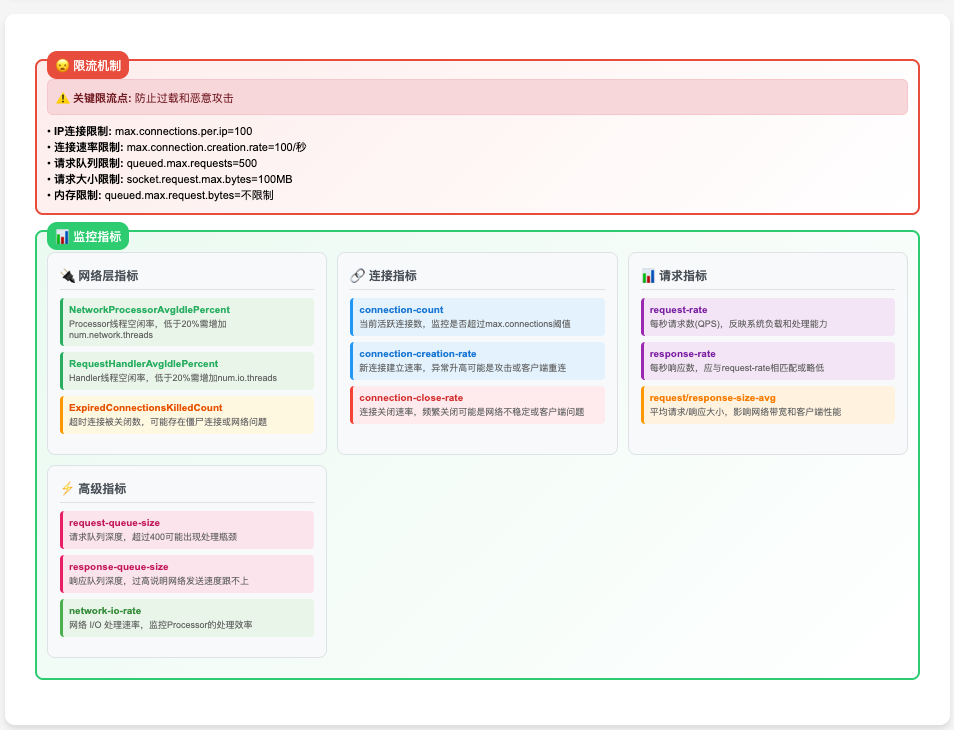 😠 限流机制
⚠️ 关键限流点: 防止过载和恶意攻击
• IP连接限制: max.connections.per.ip=100
• 连接速率限制: max.connection.creation.rate=100/秒
• 请求队列限制: queued.max.requests=500
• 请求大小限制: socket.request.max.bytes=100MB
• 内存限制: queued.max.request.bytes=不限制
📊 监控指标
🔌 网络层指标
NetworkProcessorAvgIdlePercent
Processor线程空闲率，低于20%需增加
num.network.threads
RequestHandlerAvgIdlePercent
Handler线程空闲率，低于20%需增加num.io.threads
ExpiredConnectionsKilledCount
超时连接被关闭数，可能存在僵尸连接或网络问题
🔗 连接指标
connection-count
当前活跃连接数，监控是否超过max.connections阈值
connection-creation-rate
新连接建立速率，异常升高可能是攻击或客户端重连
connection-close-rate
连接关闭速率，频繁关闭可能是网络不稳定或客户端问题
📊 请求指标
request-rate
每秒请求数(QPS)，反映系统负载和处理能力
response-rate
每秒响应数，应与request-rate相匹配或略低
request/response-size-avg
平均请求/响应大小，影响网络带宽和客户端性能
⚡ 高级指标
request-queue-size
请求队列深度，超过400可能出现处理瓶颈
response-queue-size
响应队列深度，过高说明网络发送速度跟不上
network-io-rate
网络 I/O 处理速率，监控Processor的处理效率